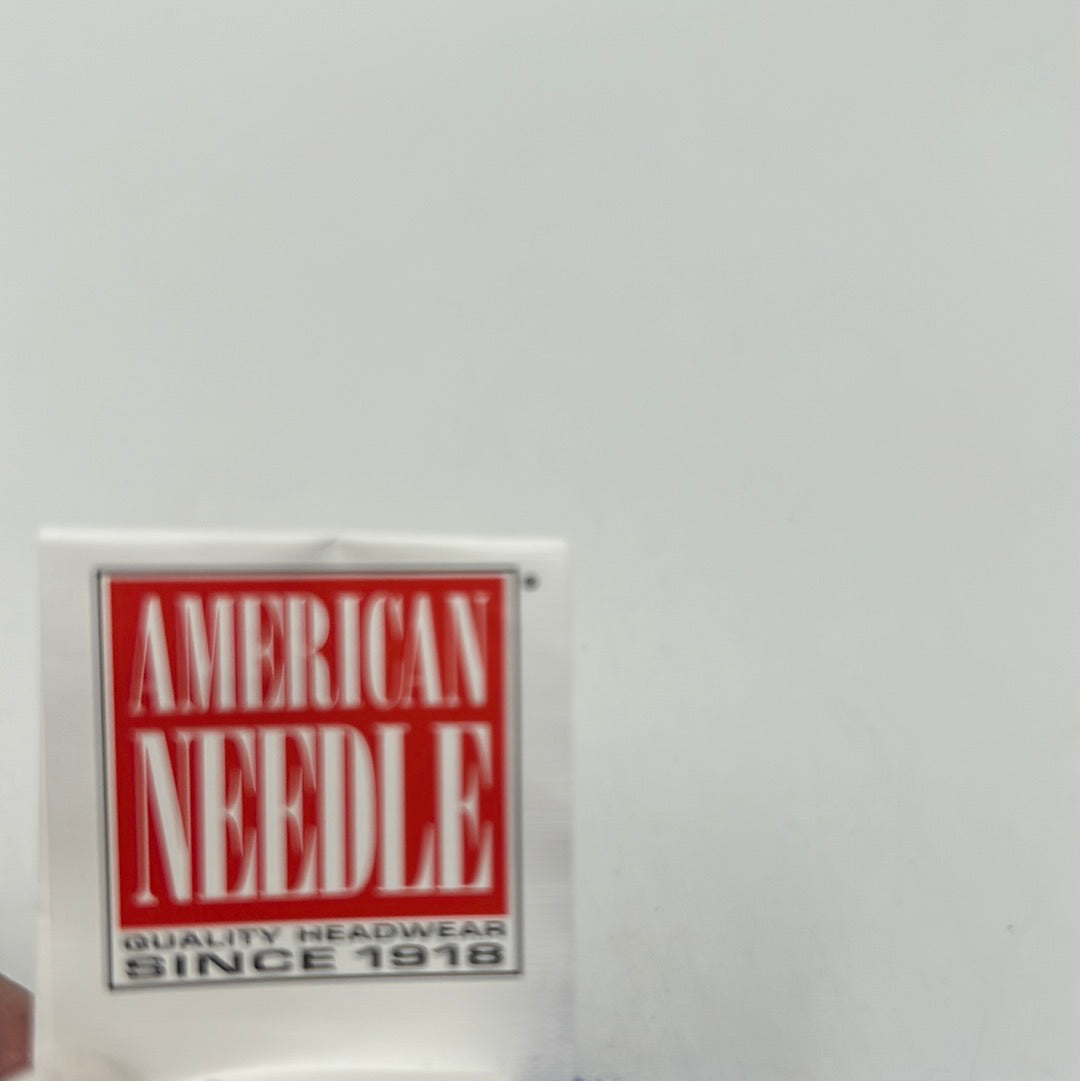 AMERICAN
NEEDLE
QUALITY HEADWEAR
SINCE 1918